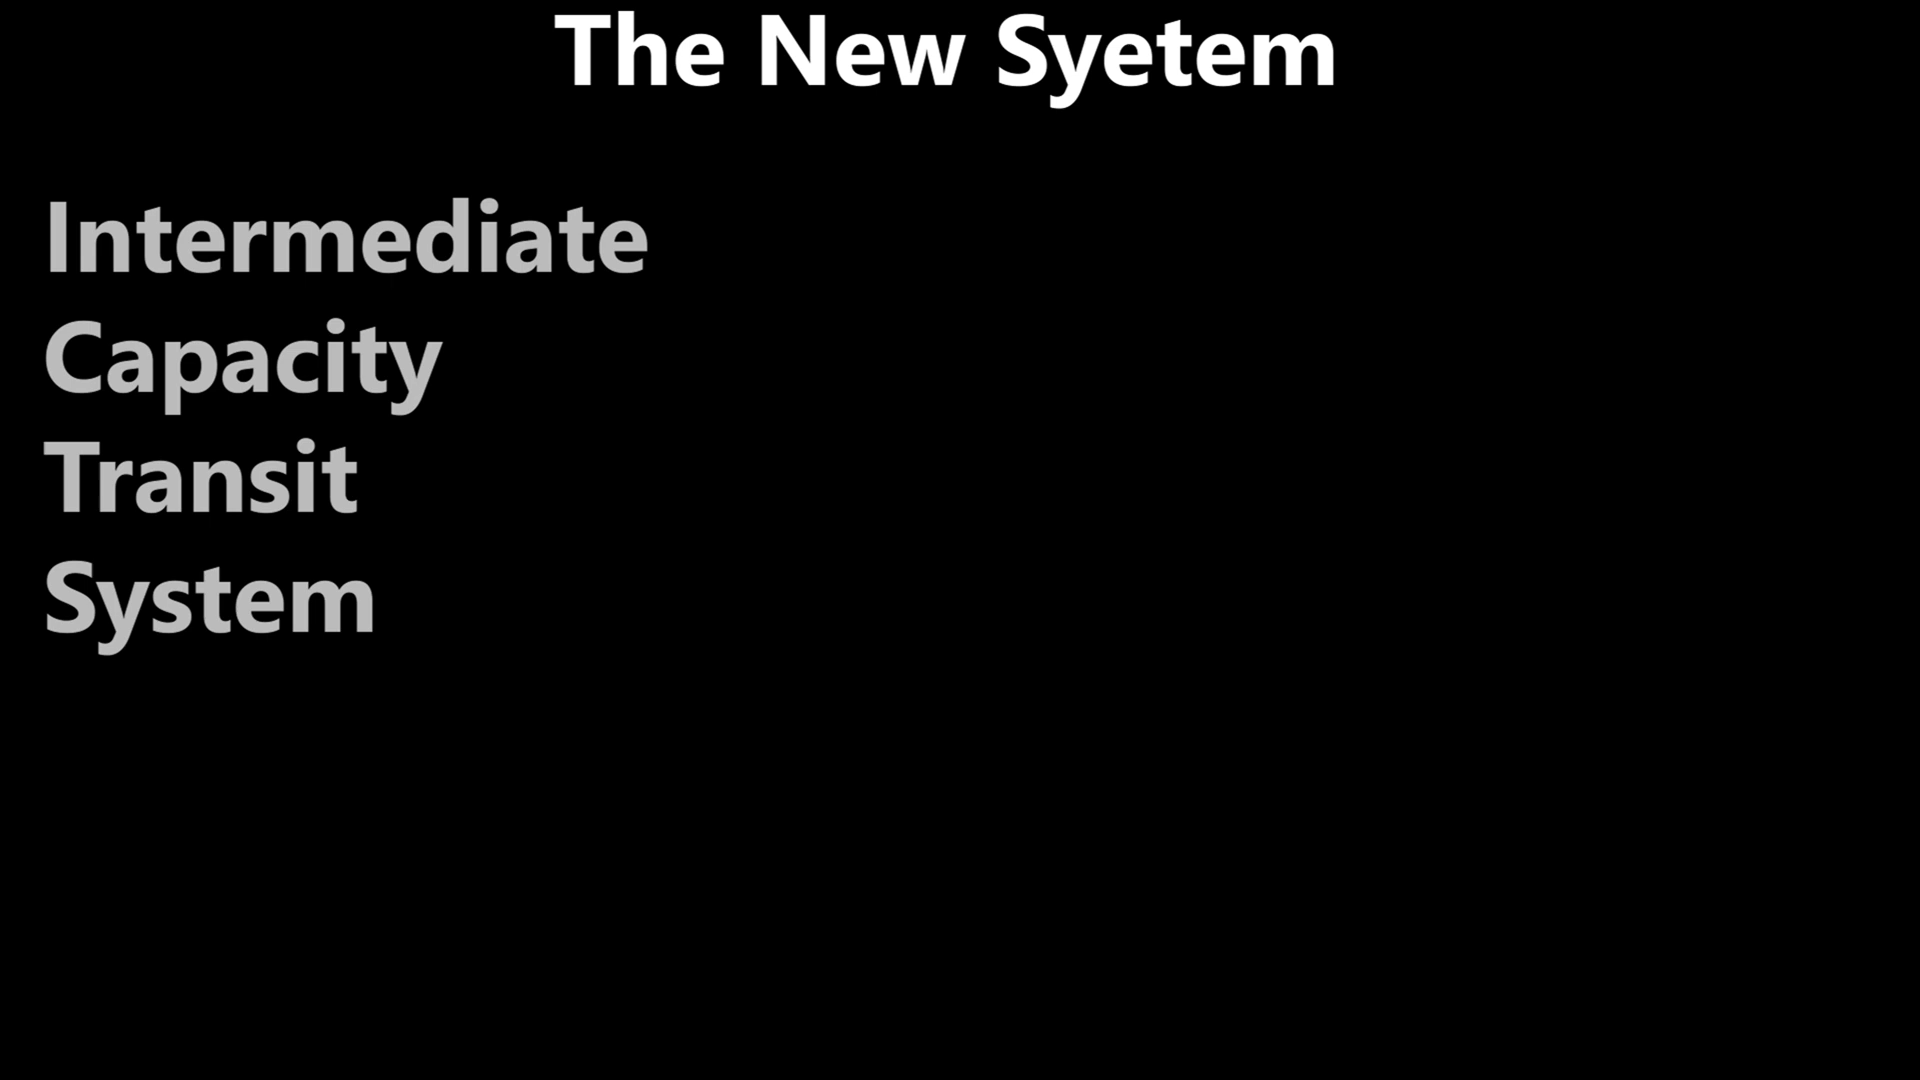 The New Syetem
Intermediate
Capacity
Transit
System